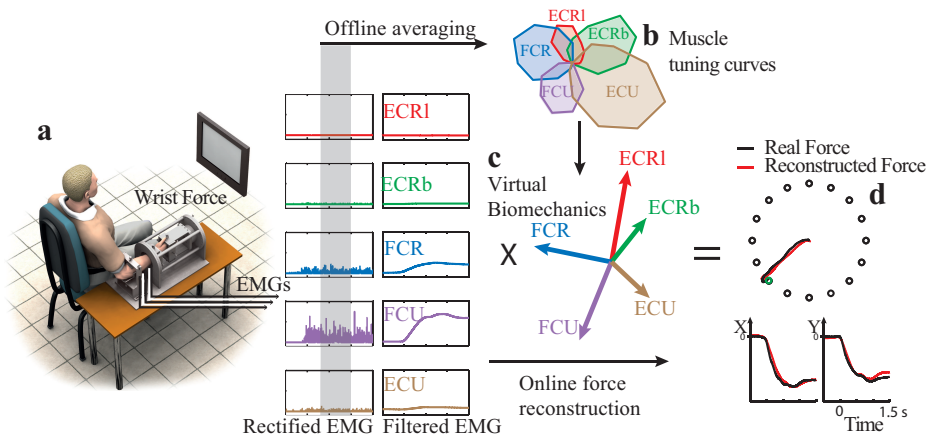 Offline averaging
a
Wrist Force
EMGs
ECRl
ECRb
FCR
FCU
ECU
Rectified EMG
Filtered EMG
ECRl
FCR
ECRb
FCU
ECU
b
Muscle
tuning curves
c
Virtual
Biomechanics
X
ECRl
ECRb
FCR
ECU
FCU
Online force
reconstruction
=
Real Force
Reconstructed Force
d
X
0
Y
0
0
1.5 s
Time